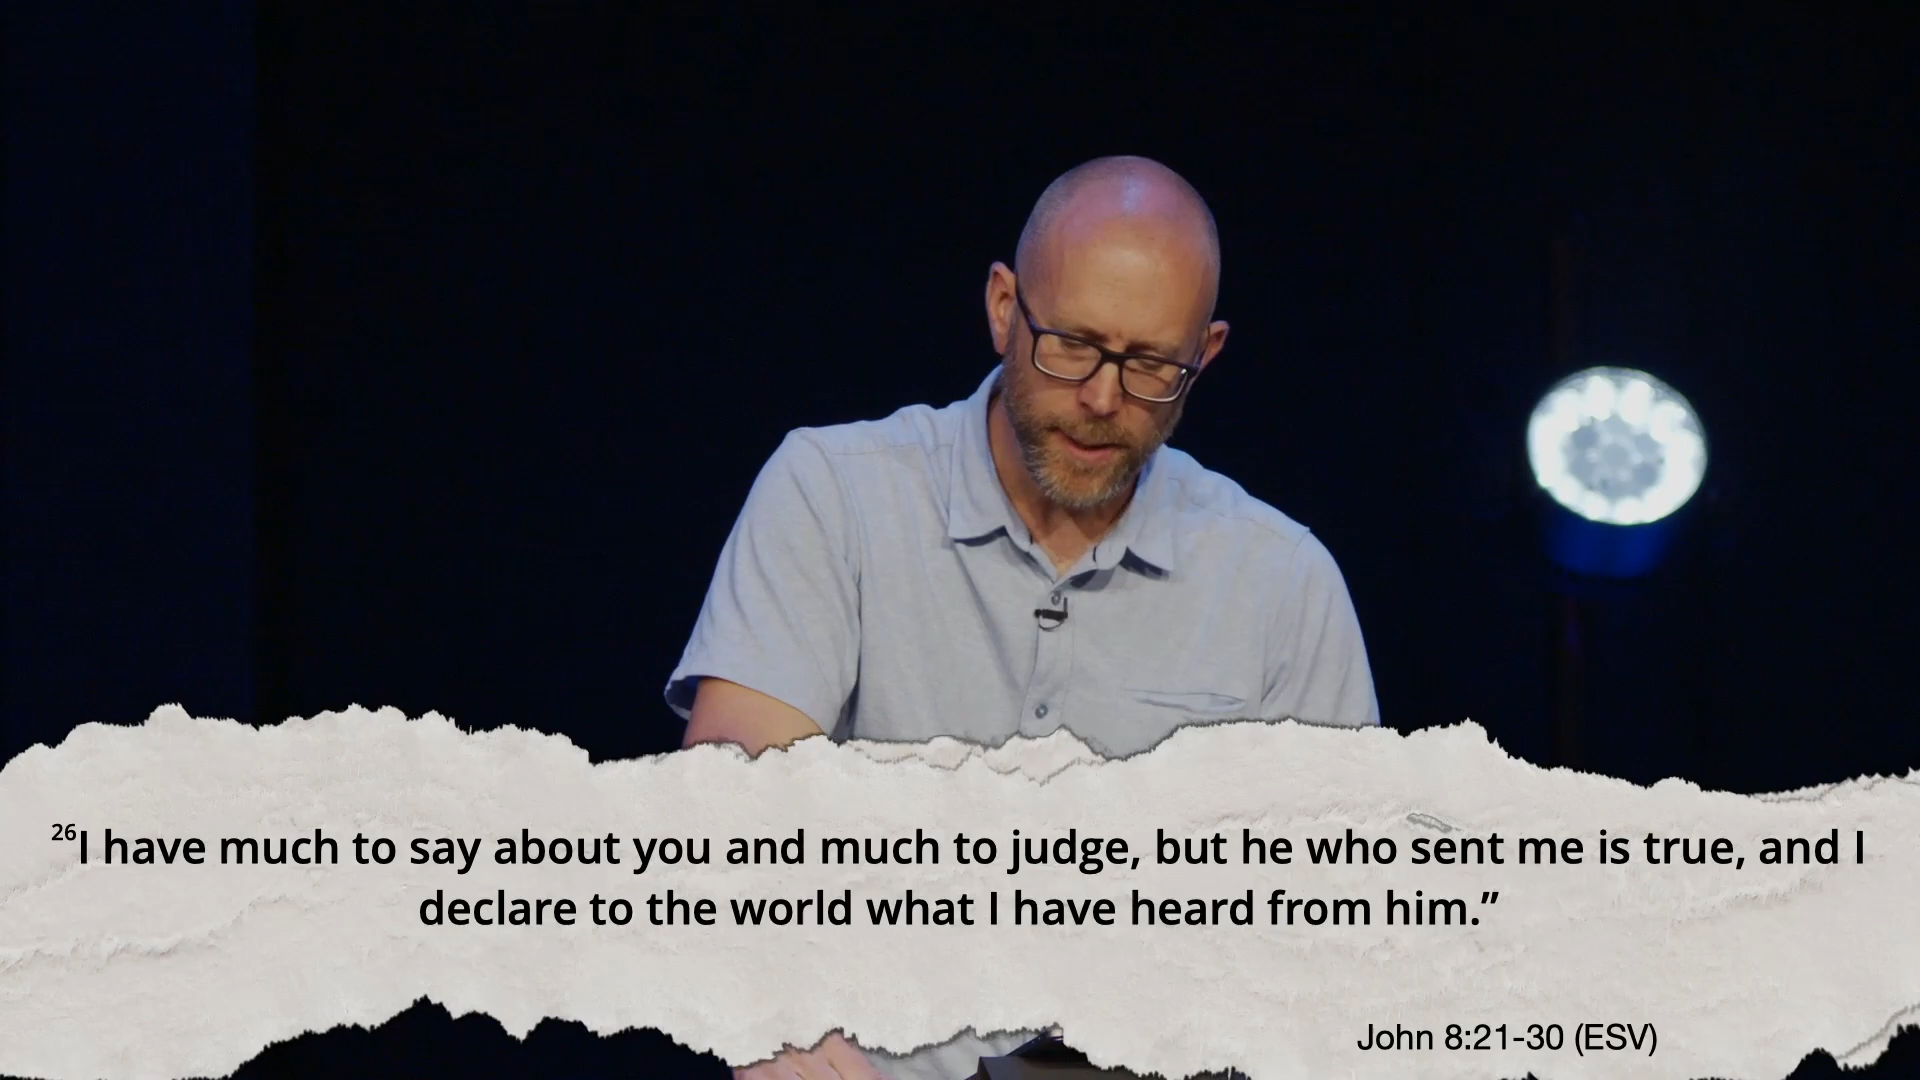 26I have much to say about you and much to judge, but he who sent me is true, and I
declare to the world what I have heard from him.”
John 8:21-30 (ESV)